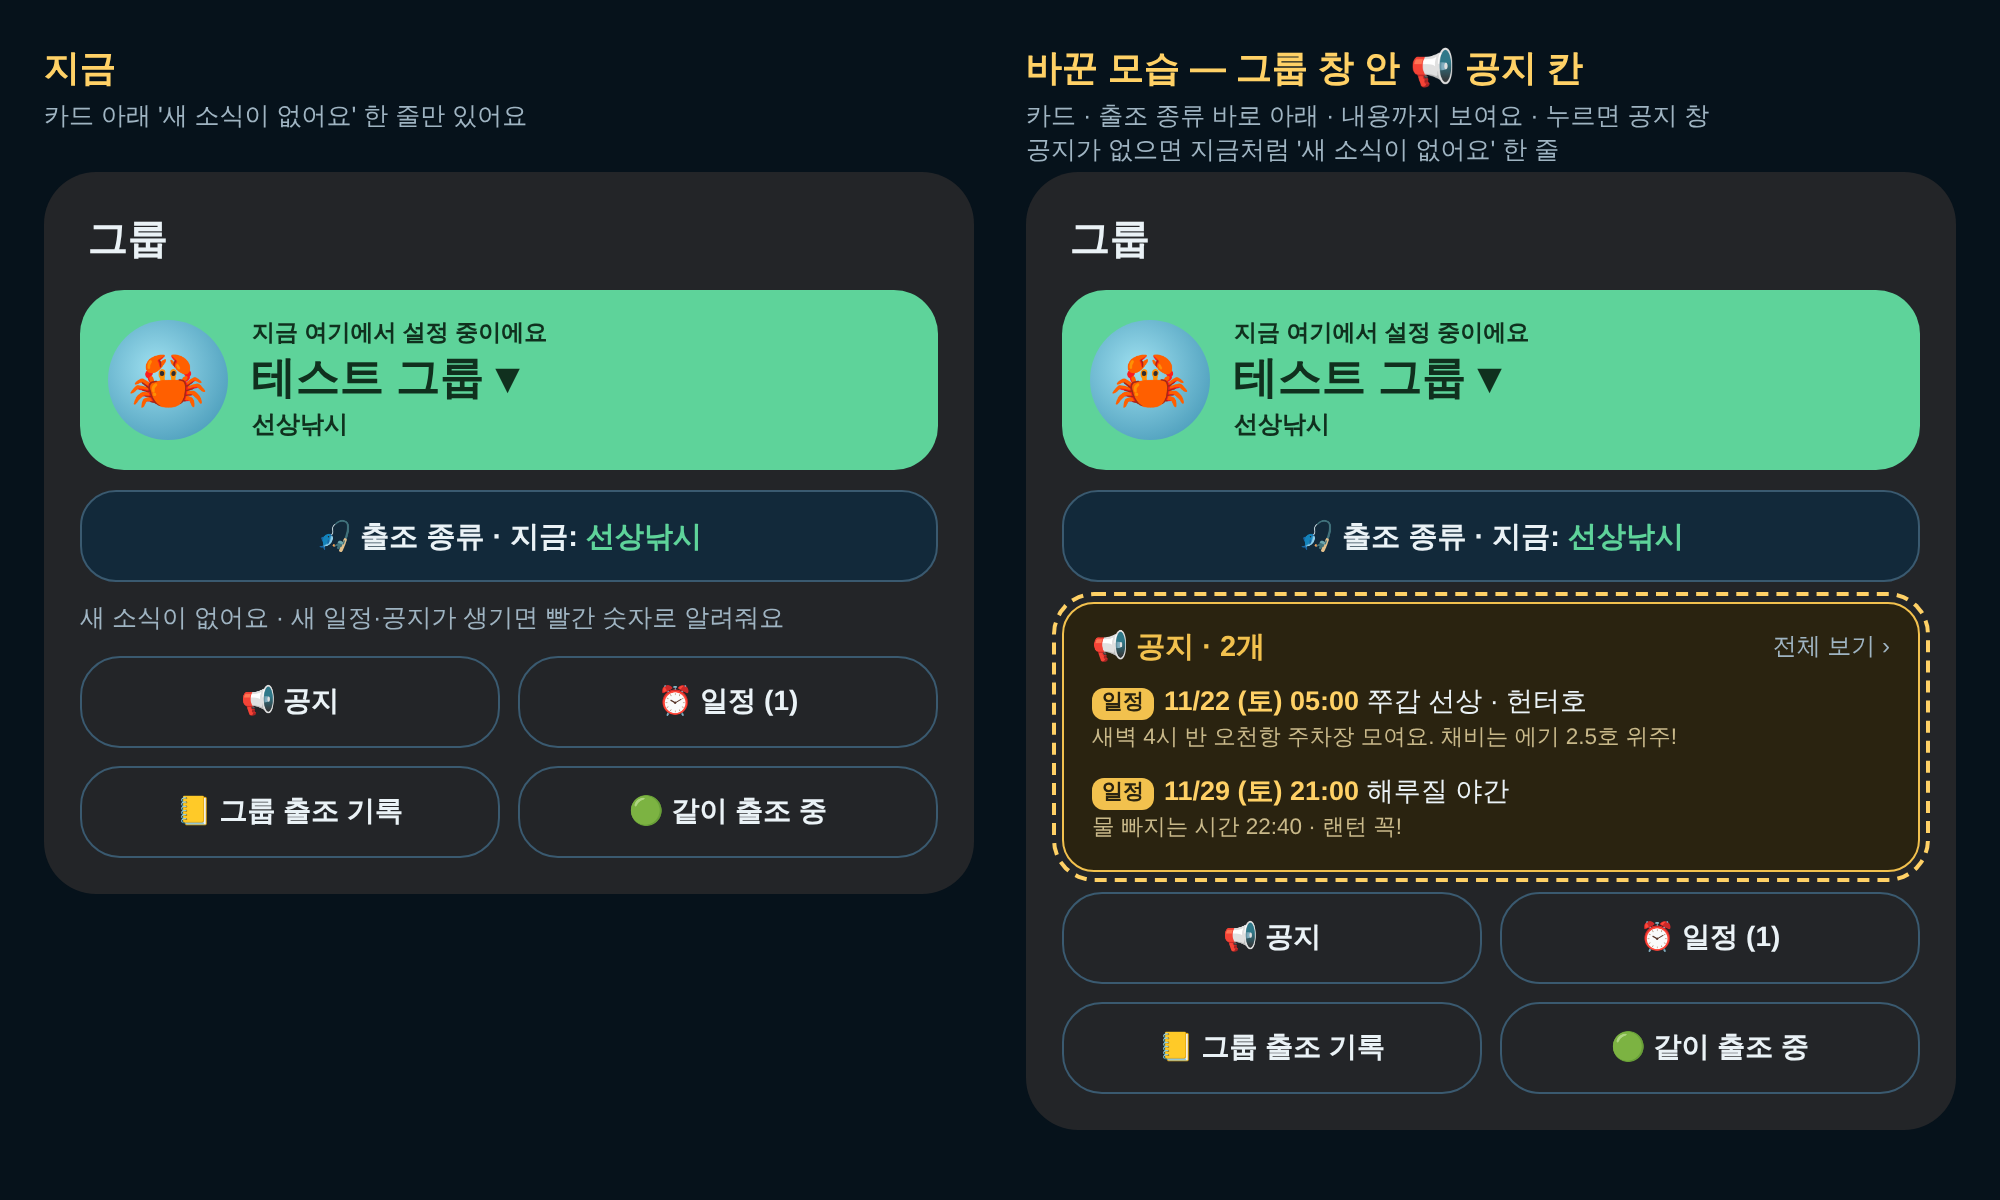 지금
카드 아래 '새 소식이 없어요' 한 줄만 있어요
그룹
지금 여기에서 설정 중이에요
테스트 그룹 ▼
선상낚시
🎣 출조 종류 · 지금: 선상낚시
새 소식이 없어요 · 새 일정·공지가 생기면 빨간 숫자로 알려줘요
📢 공지
⏰ 일정 (1)
📒 그룹 출조 기록
🟢 같이 출조 중
바꾼 모습 — 그룹 창 안 📢 공지 칸
카드 · 출조 종류 바로 아래 · 내용까지 보여요 · 누르면 공지 창
공지가 없으면 지금처럼 '새 소식이 없어요' 한 줄
그룹
지금 여기에서 설정 중이에요
테스트 그룹 ▼
선상낚시
🎣 출조 종류 · 지금: 선상낚시
📢 공지 · 2개
전체 보기 ›
일정 11/22 (토) 05:00 쭈갑 선상 · 헌터호
새벽 4시 반 오천항 주차장 모여요. 채비는 에기 2.5호 위주!
일정 11/29 (토) 21:00 해루질 야간
물 빠지는 시간 22:40 · 랜턴 꼭!
📢 공지
⏰ 일정 (1)
📒 그룹 출조 기록
🟢 같이 출조 중